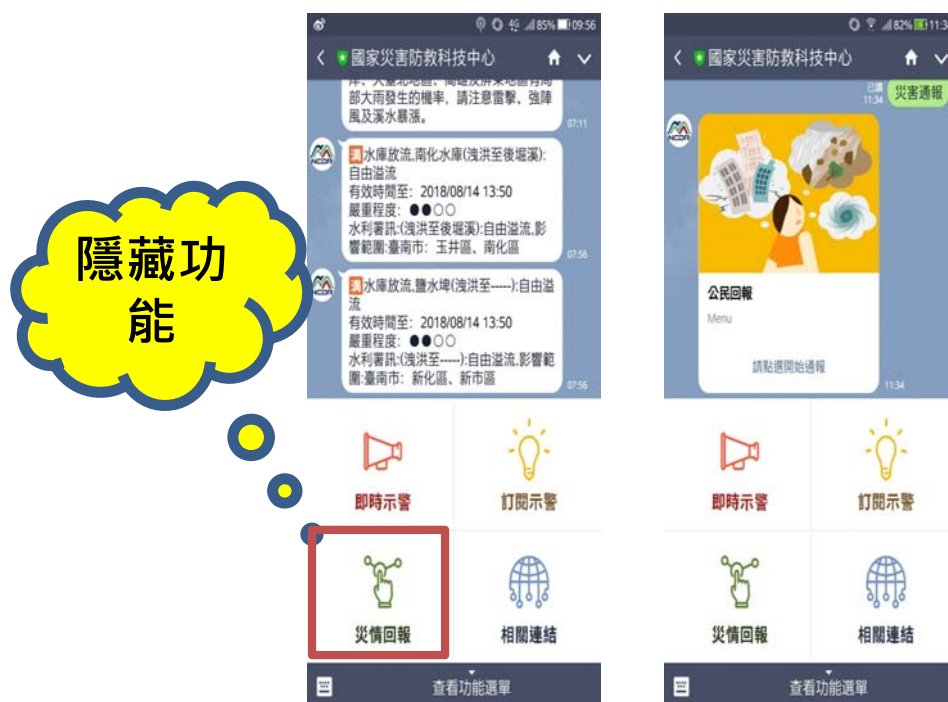 隱藏功
能
4G 85% 09:56
國家災害防救科技中心
部大雨發生的機率，請注意雷擊、強陣
風及溪水暴漲。
07:11
NCDR
水庫放流.南化水庫(洩洪至後堀溪):
自由溢流
有效時間至：2018/08/14 13:50
嚴重程度：●●○○
水利署訊:(洩洪至後堀溪):自由溢流.影
響範圍:臺南市：玉井區、南化區
07:56
水庫放流.鹽水埤(洩洪至-----):自由溢
流
有效時間至：2018/08/14 13:50
嚴重程度：●●○○
水利署訊:(洩洪至-----):自由溢流.影響範
圍:臺南市：新化區、新市區
07:56
即時示警
訂閱示警
災情回報
相關連結
查看功能選單
82%
國家災害防救科技中心
已讀
11:34
災害通報
公民回報
Menu
請點選開始通報
11:34
即時示警
訂閱示警
災情回報
相關連結
查看功能選單